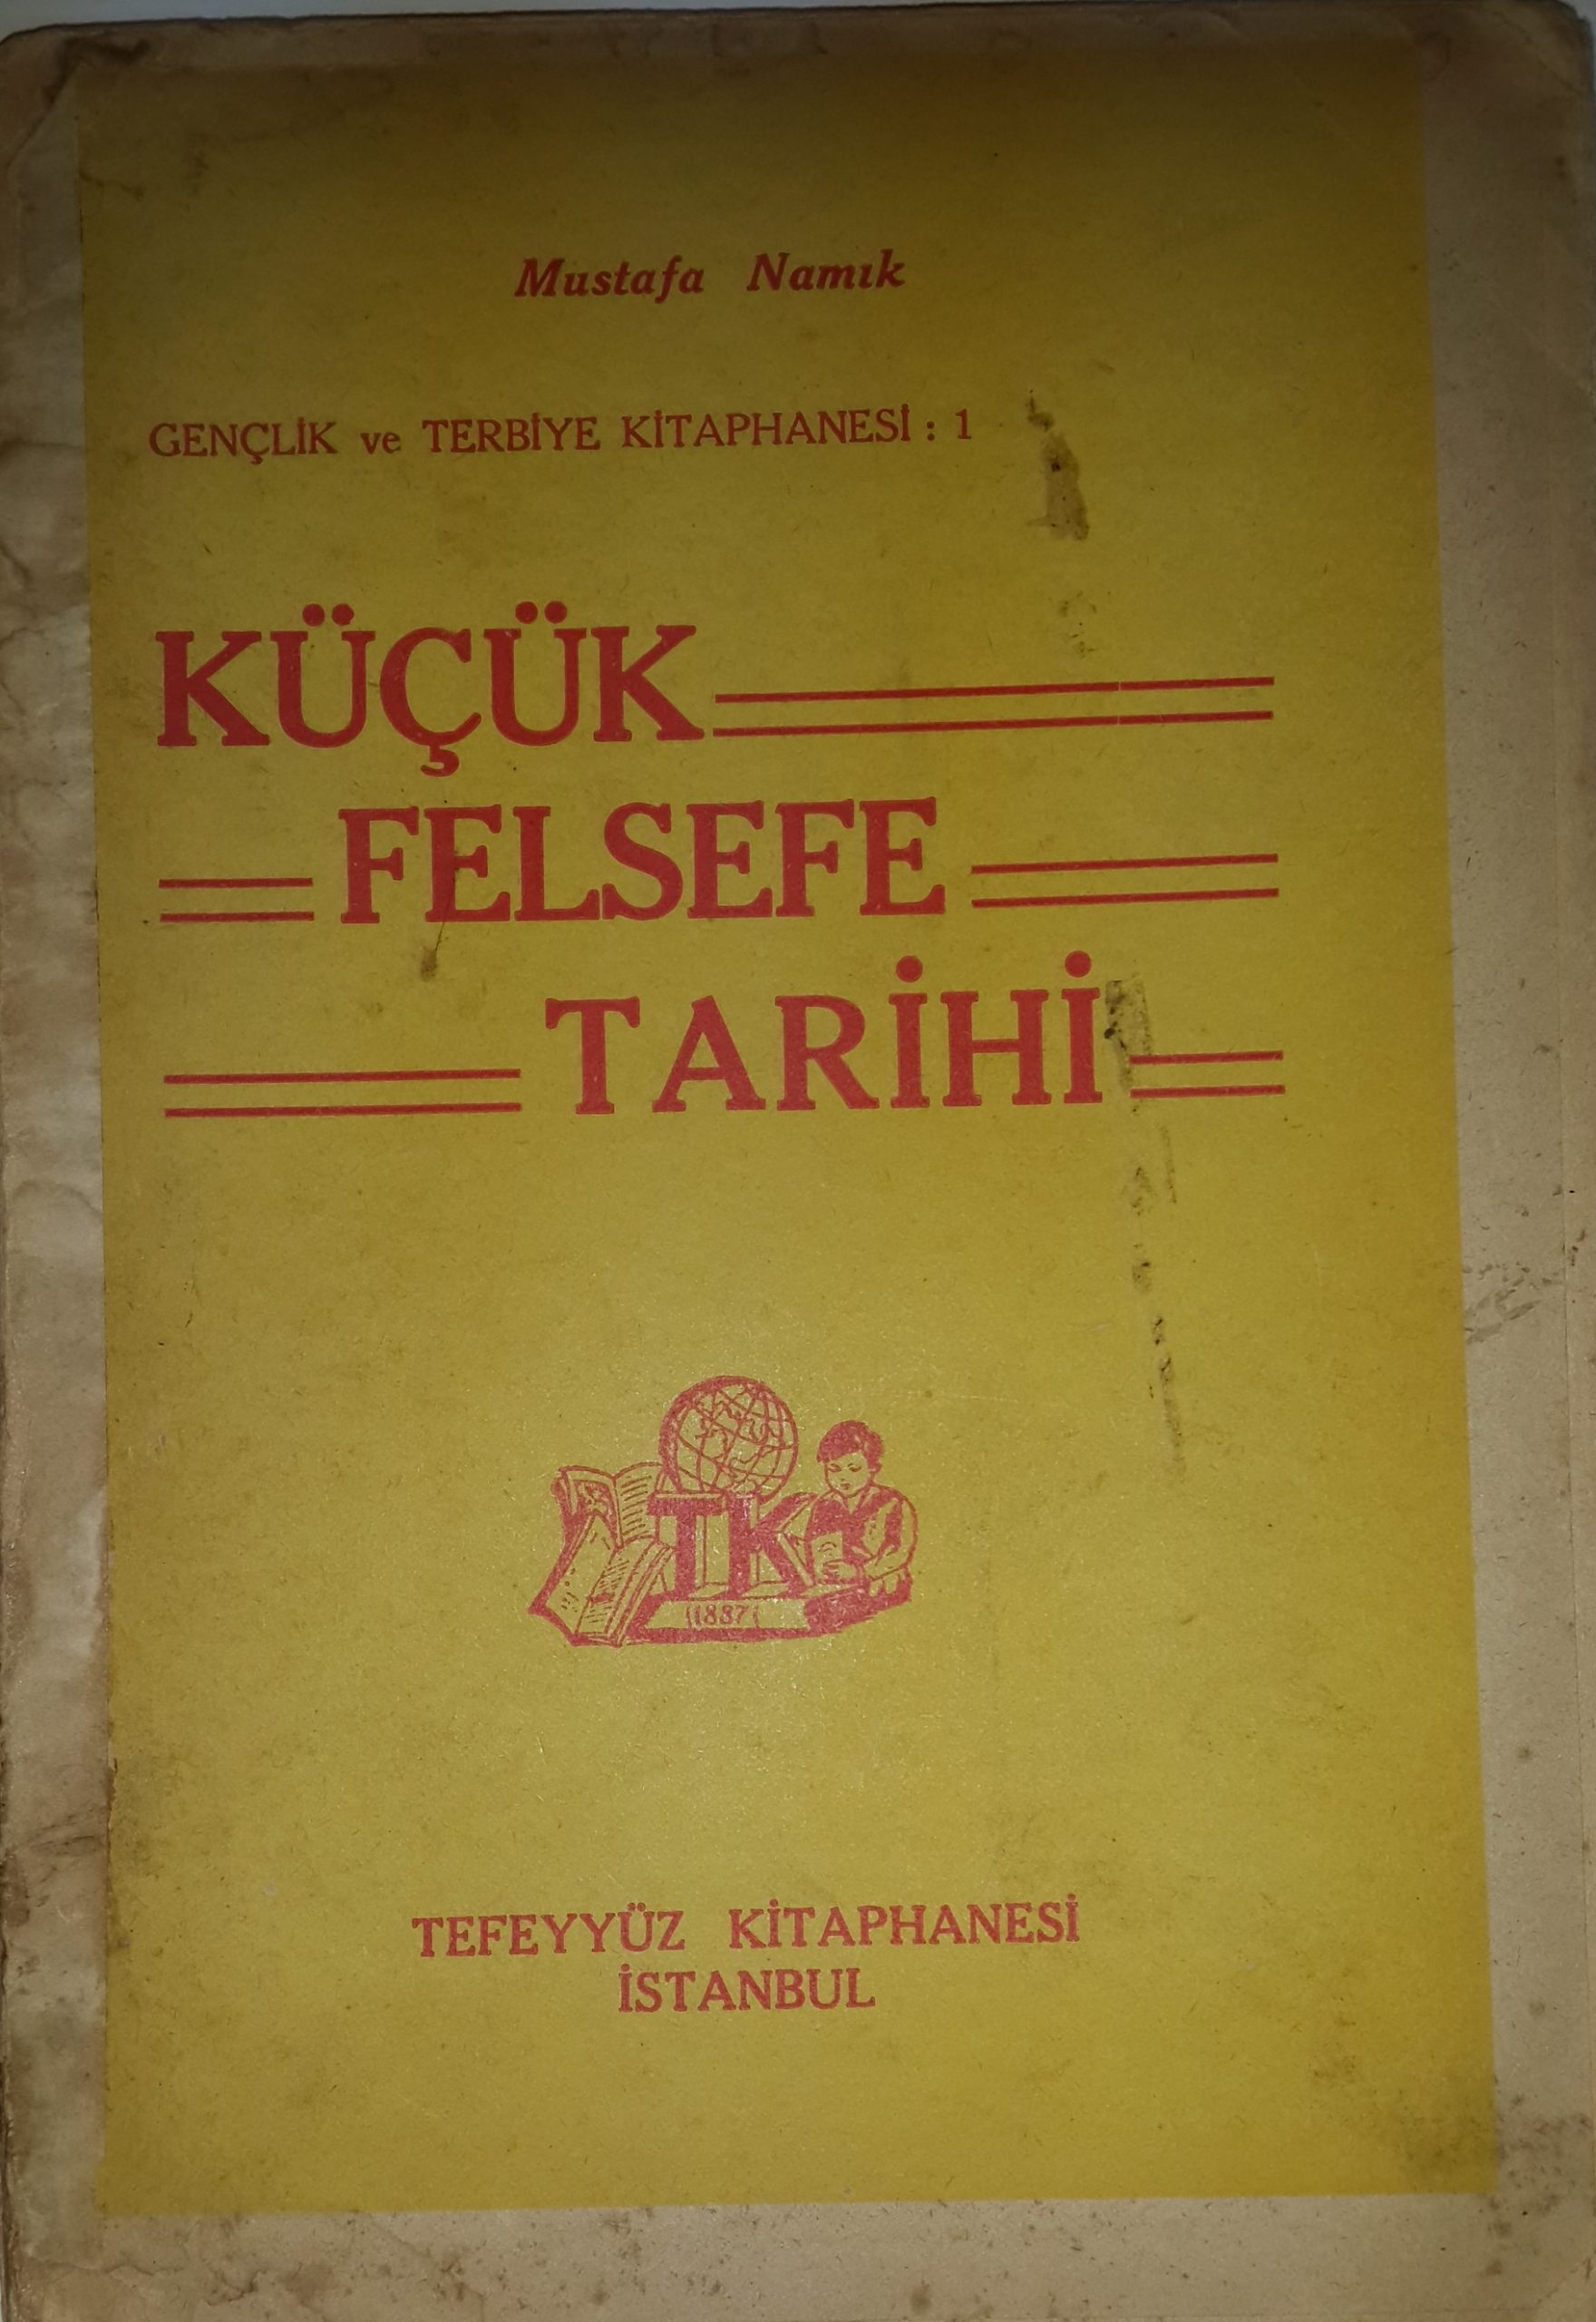 Mustafa Namık
GENÇLİK ve TERBİYE KİTAPHANESİ : 1
KÜÇÜK
FELSEFE
TARİHİ
TK
1887
TEFEYYÜZ KİTAPHANESİ
İSTANBUL